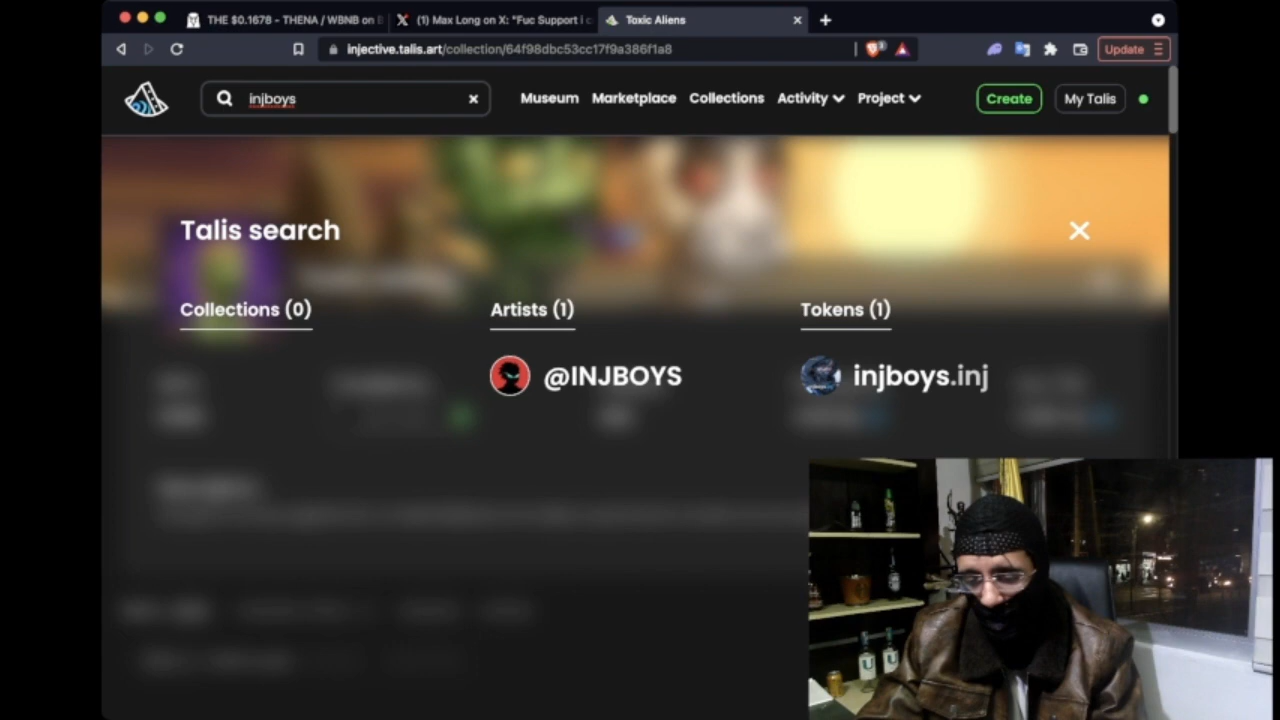 THE $0.1678 - THENA / WBNB on
(1) Max Long on X: "Fuc Support i c
Toxic Aliens
injective.talis.art/collection/64f98dbc53cc17f9a386f1a8
Update
injboys
Museum
Marketplace
Collections
Activity
Project
Create
My Talis
Talis search
Collections (0)
Artists (1)
Tokens (1)
@INJBOYS
injboys.inj